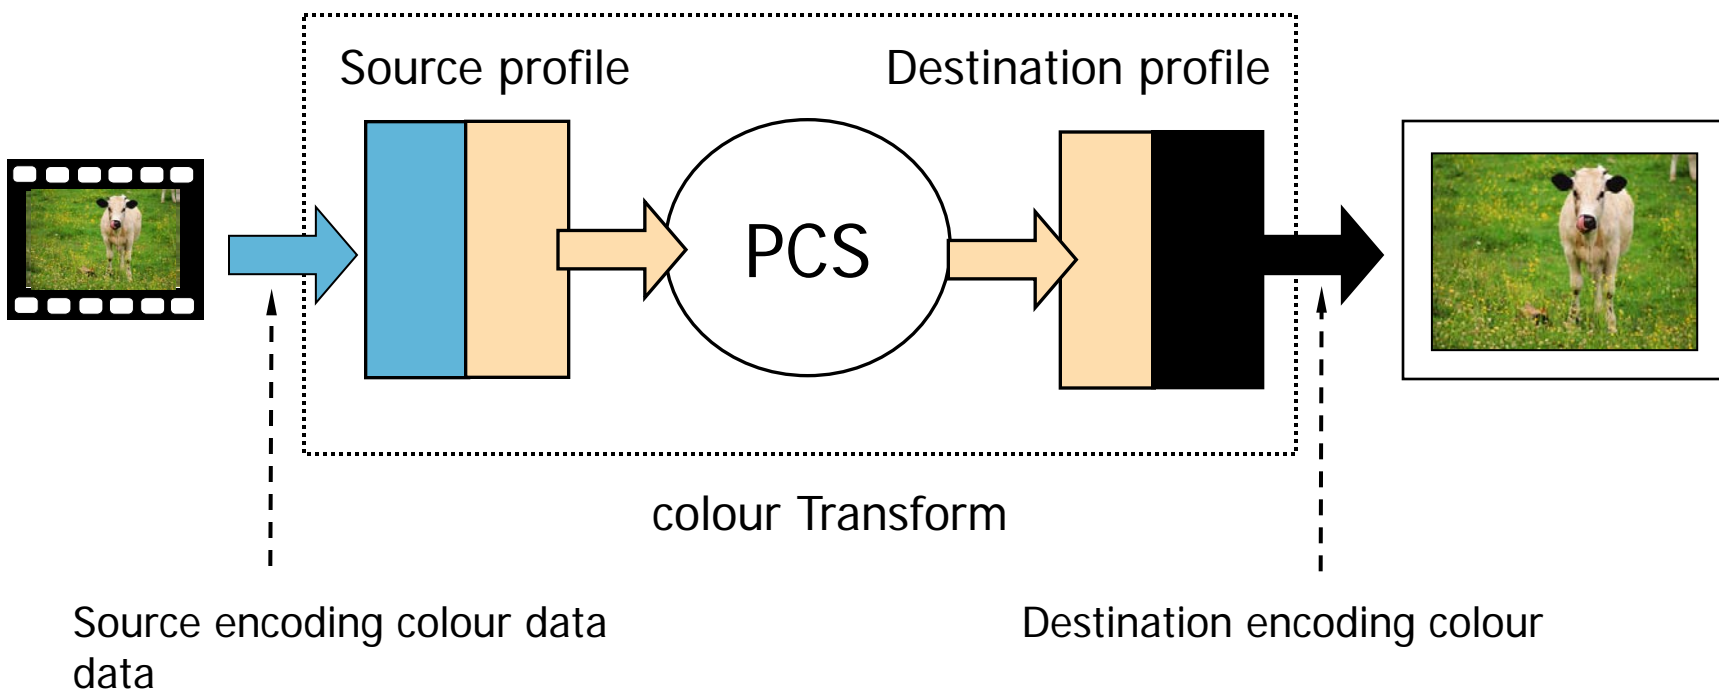 Source profile
Destination profile
PCS
colour Transform
Source encoding colour data
data
Destination encoding colour